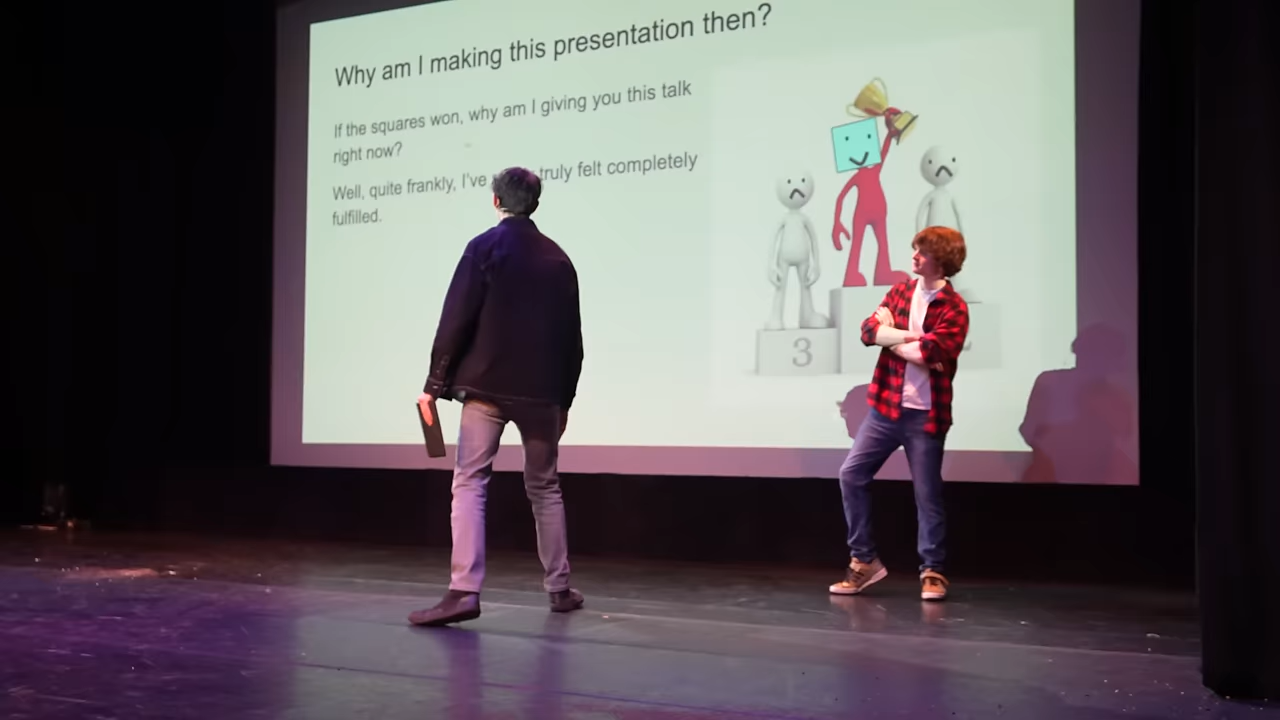 Why am I making this presentation then?
If the squares won, why am I giving you this talk
right now?
Well, quite frankly, I've truly felt completely
fulfilled.
3